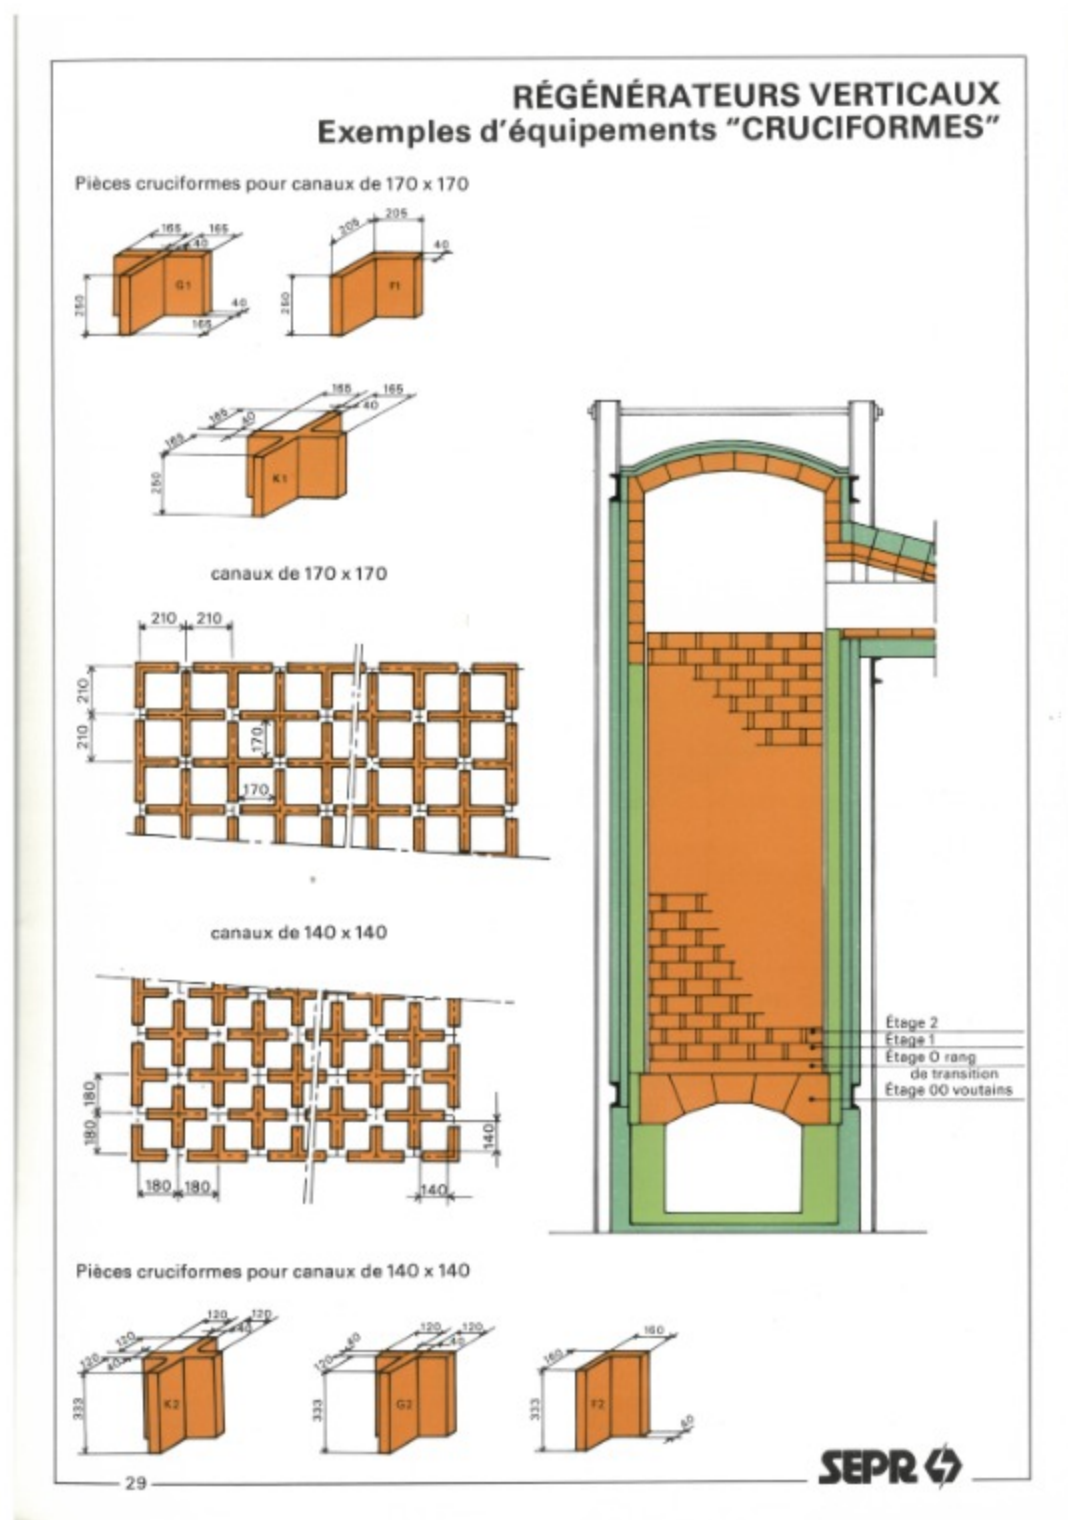 RÉGÉNÉRATEURS VERTICAUX
Exemples d'équipements "CRUCIFORMES"
Pièces cruciformes pour canaux de 170 x 170
165 165
40
250
G1
40
165
205 205
40
250
F1
165 165
40
165 40
165
250
K1
canaux de 170 x 170
210 210
210
210
170
170
canaux de 140 x 140
180
180
140
180 180
140
Étage 2
Étage 1
Étage O rang
de transition
Étage 00 voutains
Pièces cruciformes pour canaux de 140 x 140
120 120
40
120
120 40
333
K2
120 120
40
40
120
333
G2
160
160
333
F2
40
29
SEPR